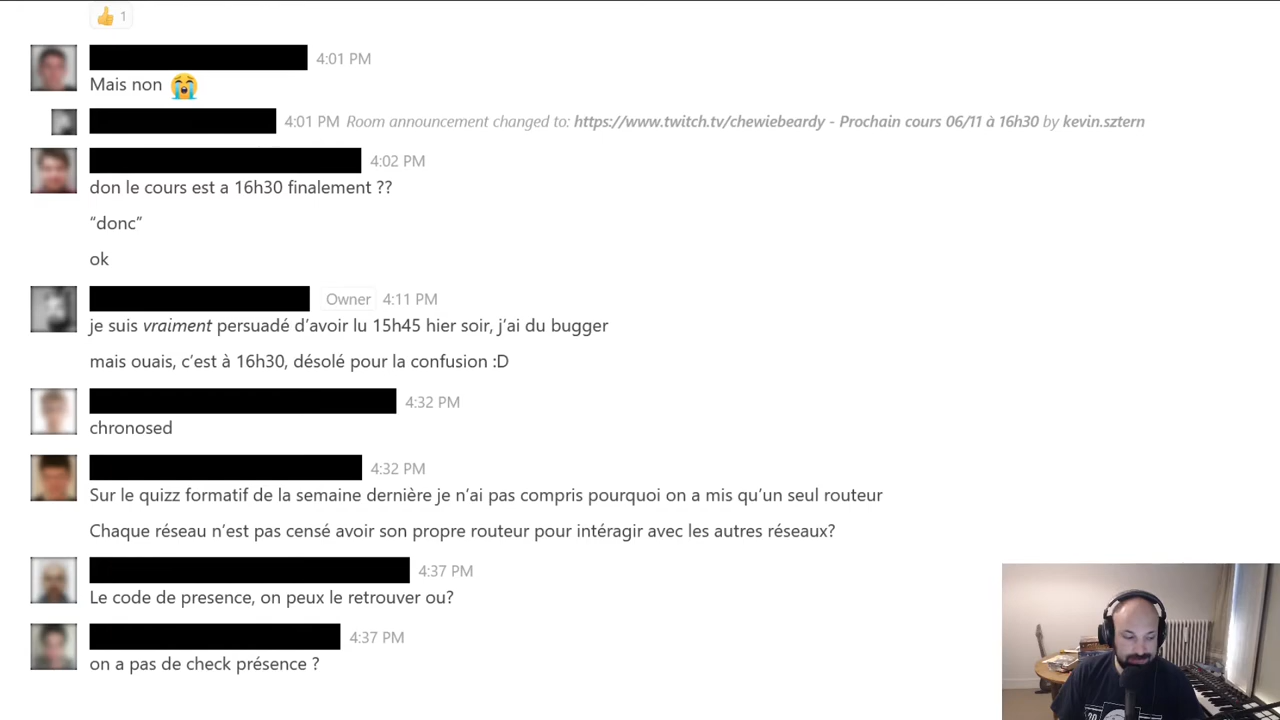 1
4:01 PM
Mais non
4:01 PM Room announcement changed to: https://www.twitch.tv/chewiebeardy - Prochain cours 06/11 à 16h30 by kevin.sztern
4:02 PM
don le cours est a 16h30 finalement ??
“donc”
ok
Owner 4:11 PM
je suis vraiment persuadé d’avoir lu 15h45 hier soir, j’ai du bugger
mais ouais, c’est à 16h30, désolé pour la confusion :D
4:32 PM
chronosed
4:32 PM
Sur le quizz formatif de la semaine dernière je n’ai pas compris pourquoi on a mis qu’un seul routeur
Chaque réseau n’est pas censé avoir son propre routeur pour intéragir avec les autres réseaux?
4:37 PM
Le code de presence, on peux le retrouver ou?
4:37 PM
on a pas de check présence ?